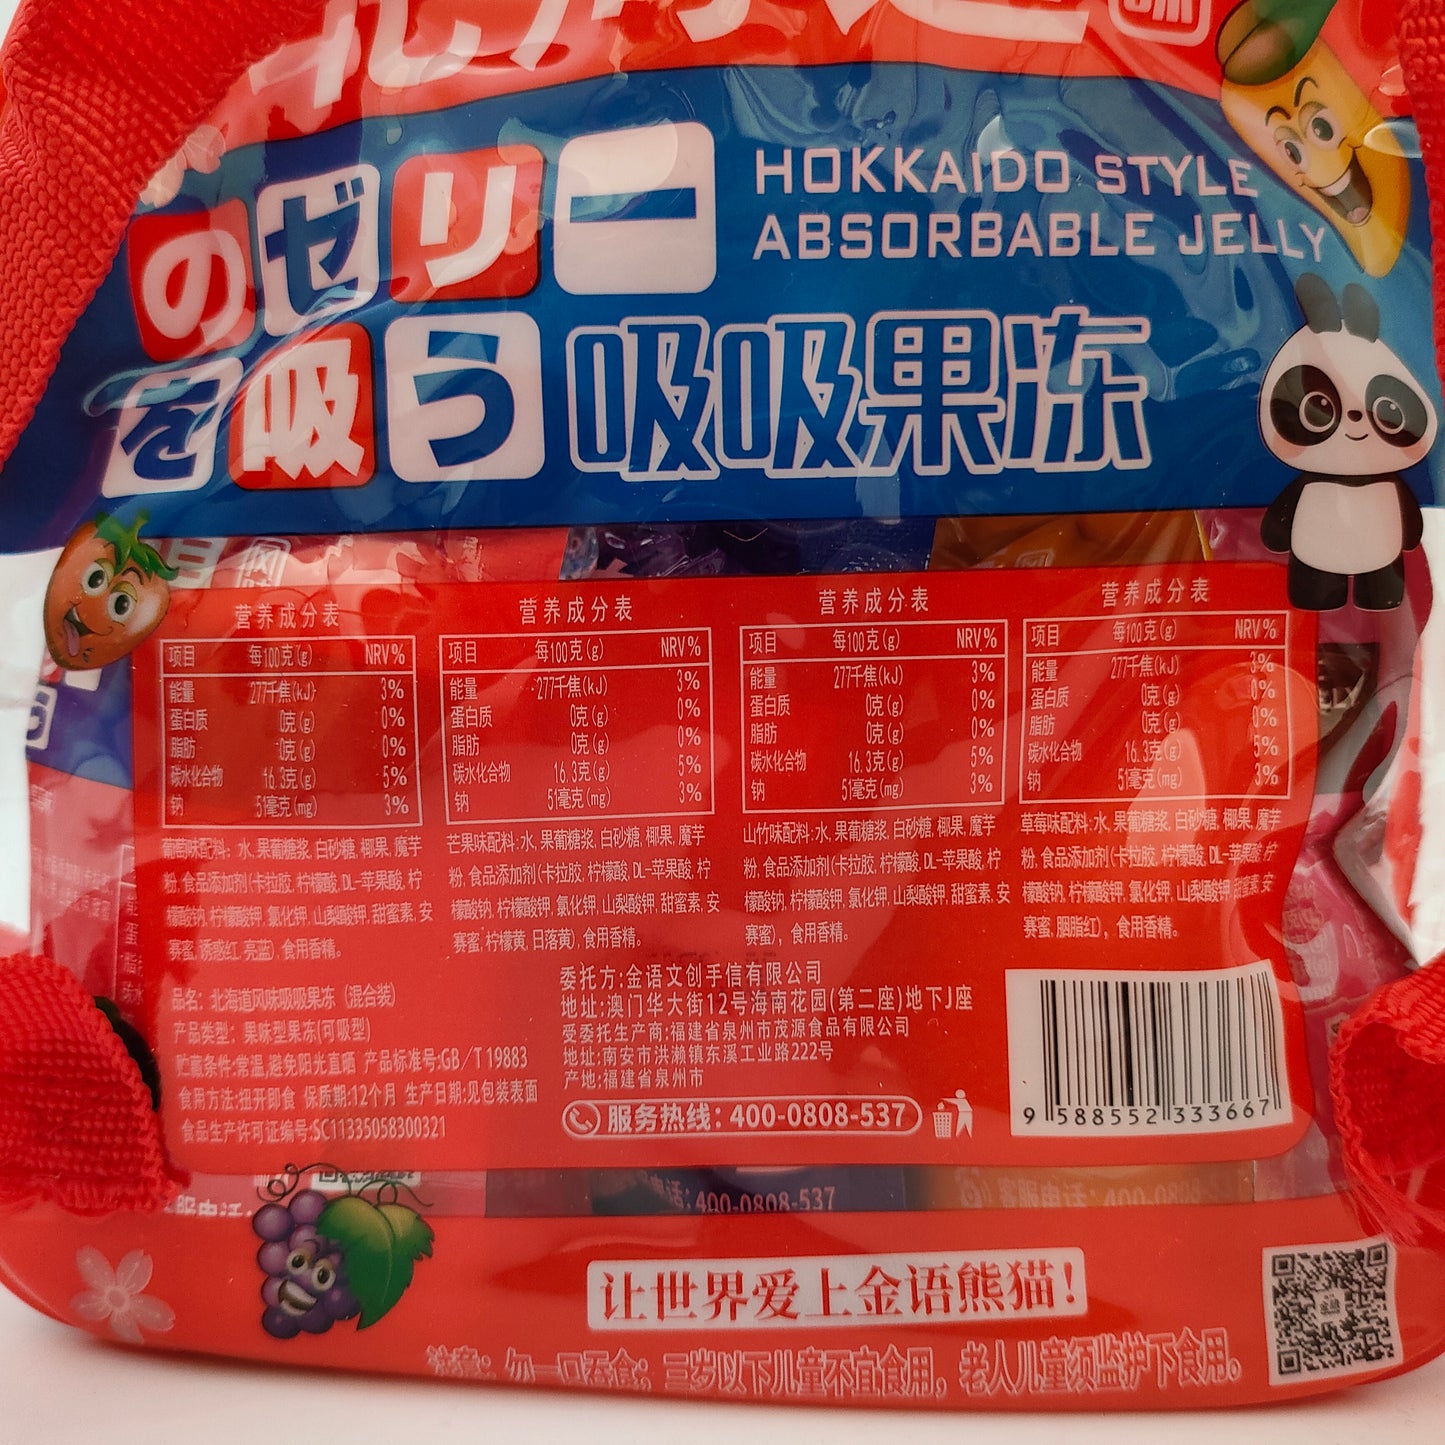 北海道
味
のゼリー
を吸う
HOKKAIDO STYLE
ABSORBABLE JELLY
吸吸果冻
营养成分表
项目 每100克(g) NRV%
能量 277千焦(kJ) 3%
蛋白质 0克(g) 0%
脂肪 0克(g) 0%
碳水化合物 16.3克(g) 5%
钠 51毫克(mg) 3%
葡萄味配料: 水, 果葡糖浆, 白砂糖, 椰果, 魔芋
粉, 食品添加剂(卡拉胶, 柠檬酸, DL-苹果酸, 柠
檬酸钠, 柠檬酸钾, 氯化钾, 山梨酸钾, 甜蜜素, 安
赛蜜, 诱惑红, 亮蓝), 食用香精。
营养成分表
项目 每100克(g) NRV%
能量 277千焦(kJ) 3%
蛋白质 0克(g) 0%
脂肪 0克(g) 0%
碳水化合物 16.3克(g) 5%
钠 51毫克(mg) 3%
芒果味配料: 水, 果葡糖浆, 白砂糖, 椰果, 魔芋
粉, 食品添加剂(卡拉胶, 柠檬酸, DL-苹果酸, 柠
檬酸钠, 柠檬酸钾, 氯化钾, 山梨酸钾, 甜蜜素, 安
赛蜜, 柠檬黄, 日落黄), 食用香精。
营养成分表
项目 每100克(g) NRV%
能量 277千焦(kJ) 3%
蛋白质 0克(g) 0%
脂肪 0克(g) 0%
碳水化合物 16.3克(g) 5%
钠 51毫克(mg) 3%
山竹味配料: 水, 果葡糖浆, 白砂糖, 椰果, 魔芋
粉, 食品添加剂(卡拉胶, 柠檬酸, DL-苹果酸, 柠
檬酸钠, 柠檬酸钾, 氯化钾, 山梨酸钾, 甜蜜素, 安
赛蜜), 食用香精。
营养成分表
项目 每100克(g) NRV%
能量 277千焦(kJ) 3%
蛋白质 0克(g) 0%
脂肪 0克(g) 0%
碳水化合物 16.3克(g) 5%
钠 51毫克(mg) 3%
草莓味配料: 水, 果葡糖浆, 白砂糖, 椰果, 魔芋
粉, 食品添加剂(卡拉胶, 柠檬酸, DL-苹果酸, 柠
檬酸钠, 柠檬酸钾, 氯化钾, 山梨酸钾, 甜蜜素, 安
赛蜜, 胭脂红), 食用香精。
品名: 北海道风味吸吸果冻 (混合装)
产品类型: 果味型果冻(可吸型)
贮藏条件:常温,避免阳光直晒 产品标准号:GB/T 19883
食用方法:扭开即食 保质期:12个月 生产日期:见包装表面
食品生产许可证编号:SC11335058300321
委托方:金语文创手信有限公司
地址:澳门华大街12号海南花园(第二座)地下J座
受委托生产商:福建省泉州市茂源食品有限公司
地址:南安市洪濑镇东溪工业路222号
产地:福建省泉州市
服务热线: 400-0808-537
9 588552 333667
电话: 400-0808-537
客服电话:
让世界爱上金语熊猫!
注意: 勿一口吞食; 三岁以下儿童不宜食用, 老人儿童须监护下食用。